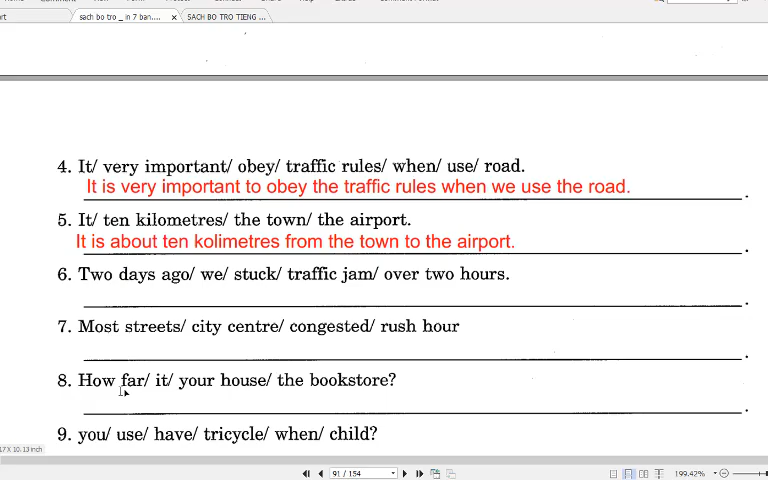 sach bo tro _ in 7 ban.... × SACH BO TRO TIENG ...
4. It/ very important/ obey/ traffic rules/ when/ use/ road.
It is very important to obey the traffic rules when we use the road.
5. It/ ten kilometres/ the town/ the airport.
It is about ten kolimetres from the town to the airport.
6. Two days ago/ we/ stuck/ traffic jam/ over two hours.
7. Most streets/ city centre/ congested/ rush hour
8. How far/ it/ your house/ the bookstore?
9. you/ use/ have/ tricycle/ when/ child?
17 X 10.13 inch
91 / 154
199.42%